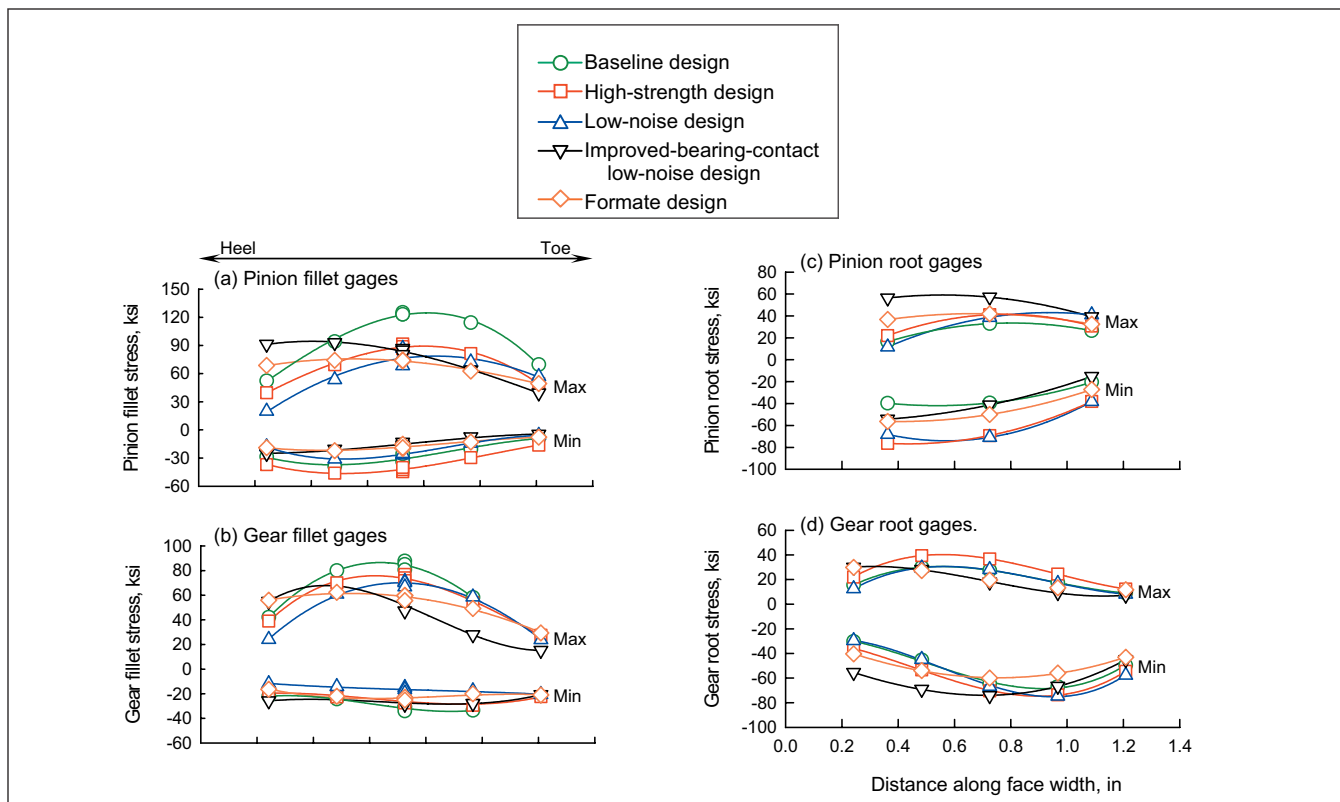 Baseline design
High-strength design
Low-noise design
Improved-bearing-contact
low-noise design
Formate design
Heel
Toe
(a) Pinion fillet gages
Pinion fillet stress, ksi
150
120
90
60
30
0
-30
-60
Max
Min
(b) Gear fillet gages
Gear fillet stress, ksi
100
80
60
40
20
0
-20
-40
-60
Max
Min
(c) Pinion root gages
Pinion root stress, ksi
80
60
40
20
0
-20
-40
-60
-80
-100
Max
Min
(d) Gear root gages.
Gear root stress, ksi
60
40
20
0
-20
-40
-60
-80
-100
Max
Min
0.0 0.2 0.4 0.6 0.8 1.0 1.2 1.4
Distance along face width, in